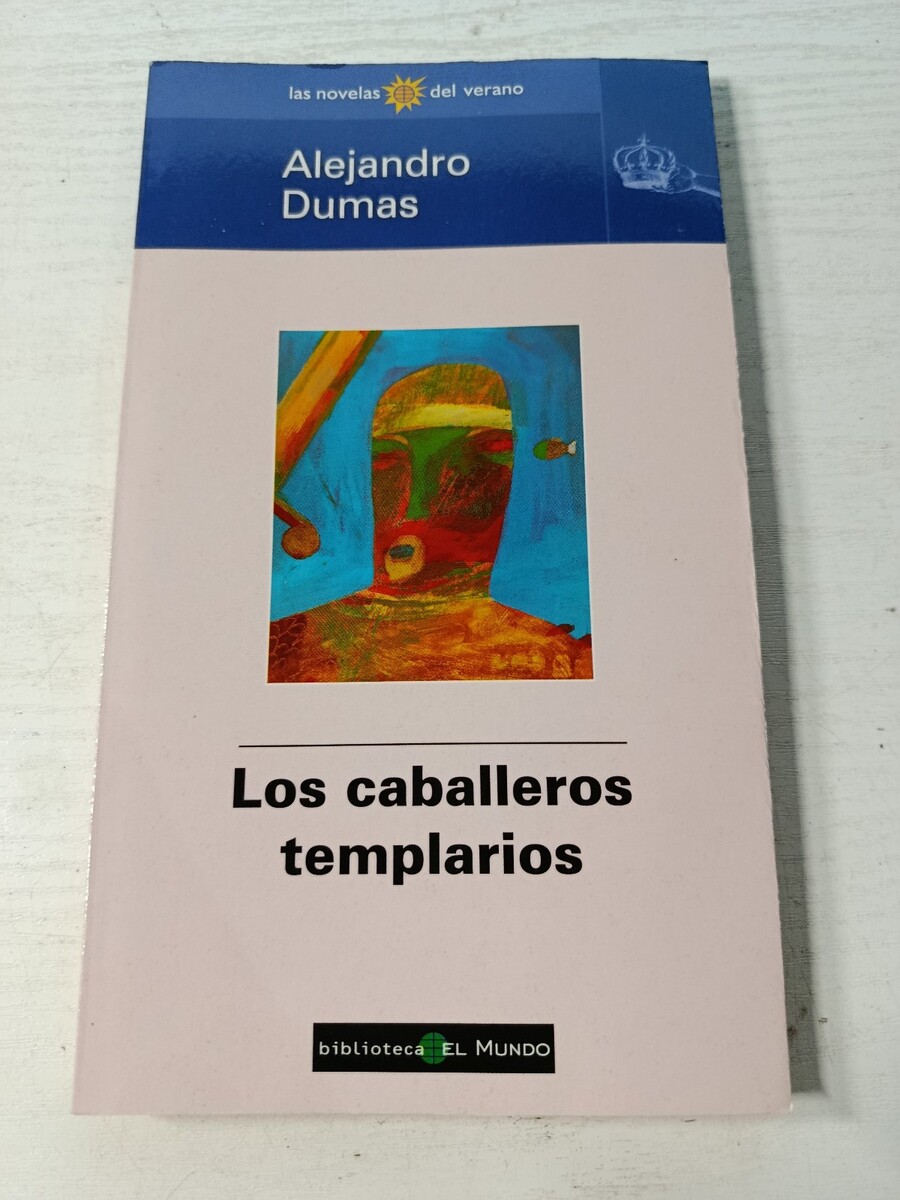 las novelas del verano
Alejandro
Dumas
Los caballeros
templarios
biblioteca EL MUNDO